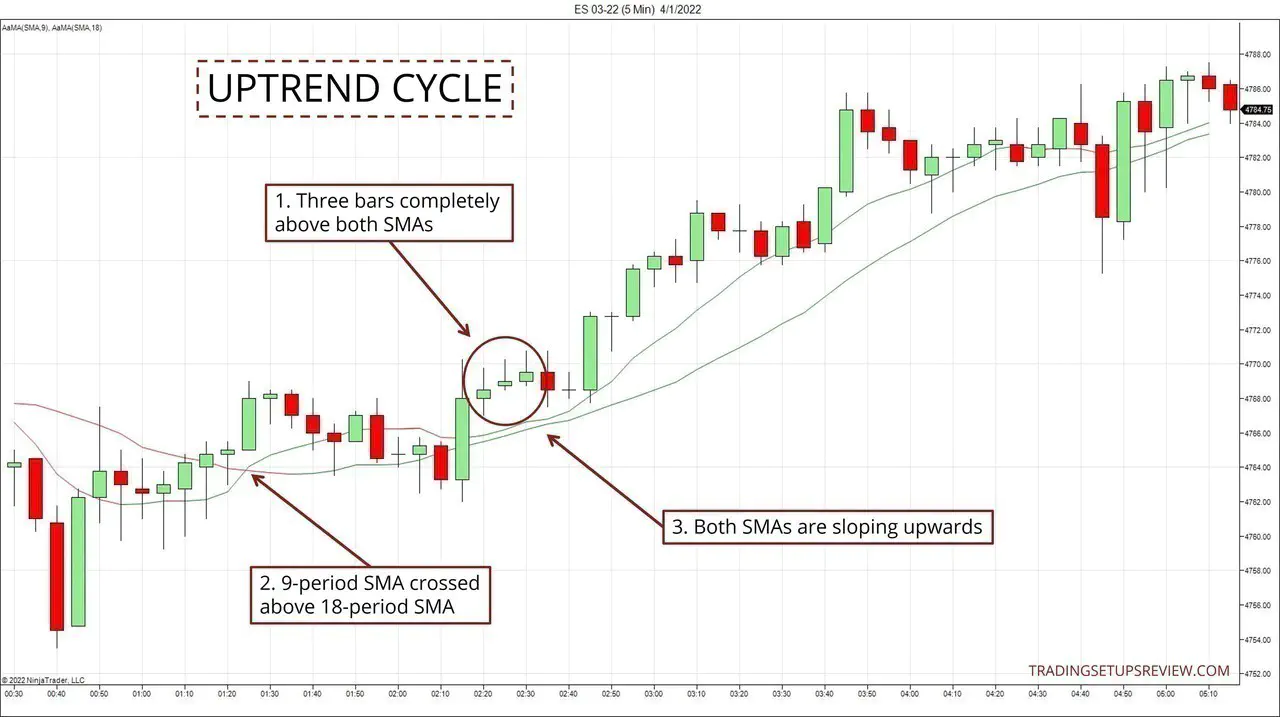 ES 03-22 (5 Min) 4/1/2022
AaMA(SMA,9), AaMA(SMA,18)
UPTREND CYCLE
1. Three bars completely
above both SMAs
3. Both SMAs are sloping upwards
2. 9-period SMA crossed
above 18-period SMA
4788.00
4786.00
4784.75
4784.00
4782.00
4780.00
4778.00
4776.00
4774.00
4772.00
4770.00
4768.00
4766.00
4764.00
4762.00
4760.00
4758.00
4756.00
4754.00
4752.00
TRADINGSETUPSREVIEW.COM
© 2022 NinjaTrader, LLC
00:30 00:40 00:50 01:00 01:10 01:20 01:30 01:40 01:50 02:00 02:10 02:20 02:30 02:40 02:50 03:00 03:10 03:20 03:30 03:40 03:50 04:00 04:10 04:20 04:30 04:40 04:50 05:00 05:10